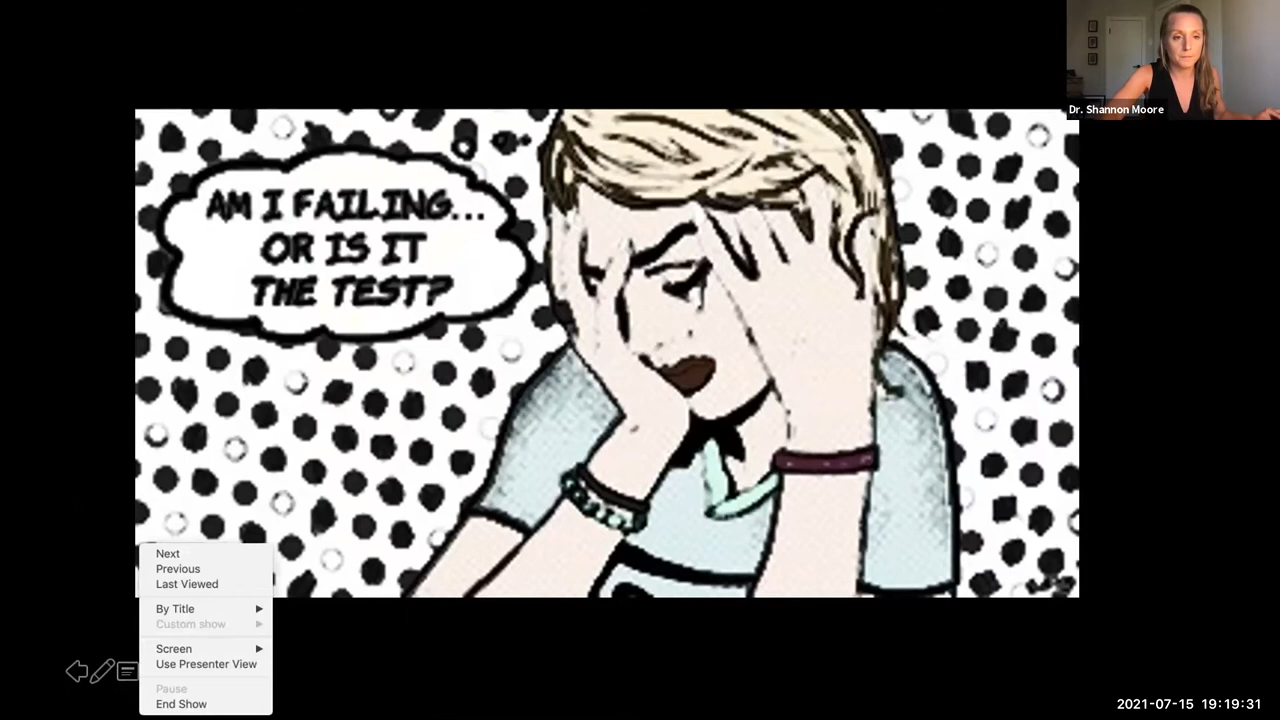 Dr. Shannon Moore
AM I FAILING...
OR IS IT
THE TEST?
Next
Previous
Last Viewed
By Title
Custom show
Screen
Use Presenter View
Pause
End Show
2021-07-15 19:19:31